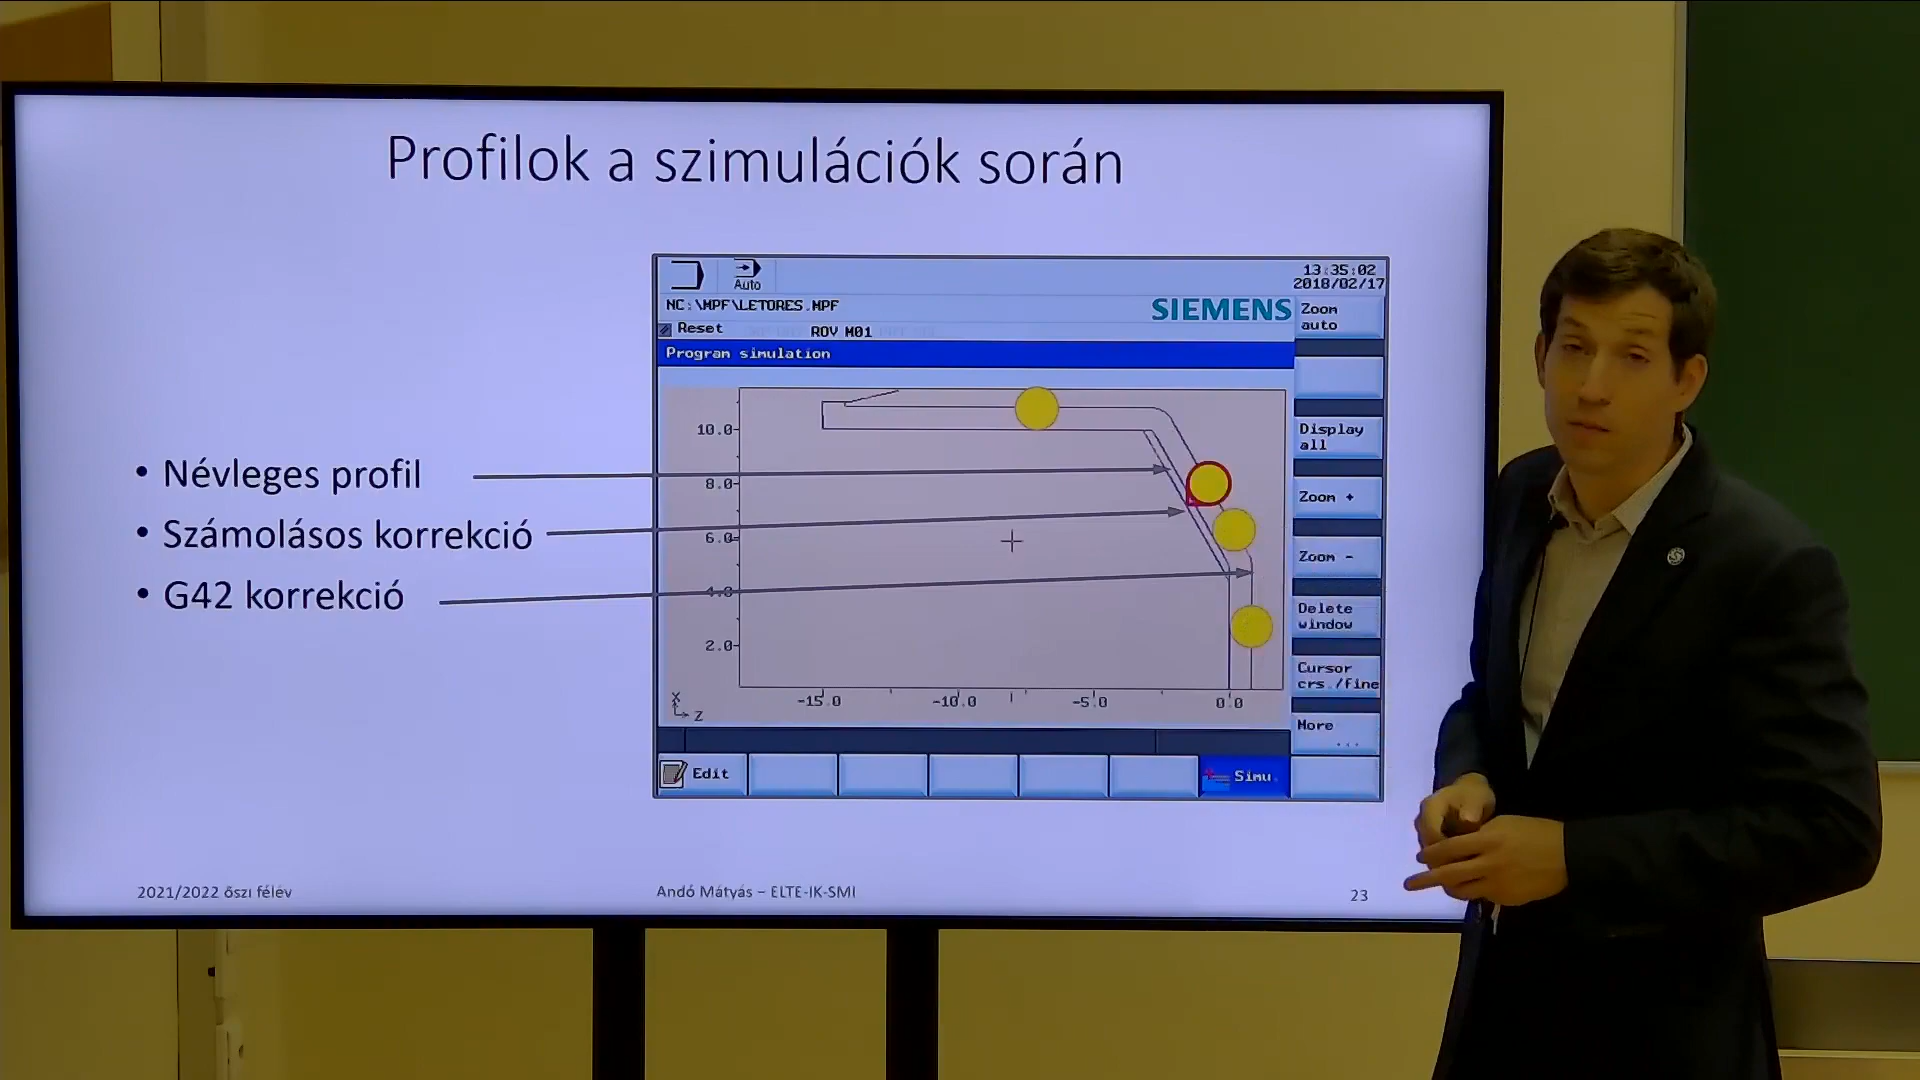 Profilok a szimulációk során
• Névleges profil
• Számolásos korrekció
• G42 korrekció
Auto
13:35:02
2018/02/17
NC:\MPF\LETORES.MPF
SIEMENS
Reset
ROV M01
Program simulation
10.0
8.0
6.0
4.0
2.0
-15.0
-10.0
-5.0
0.0
X
Z
Zoom
auto
Display
all
Zoom +
Zoom -
Delete
window
Cursor
crs./fine
More
...
Edit
Simu.
2021/2022 őszi félév
Andó Mátyás – ELTE-IK-SMI
23